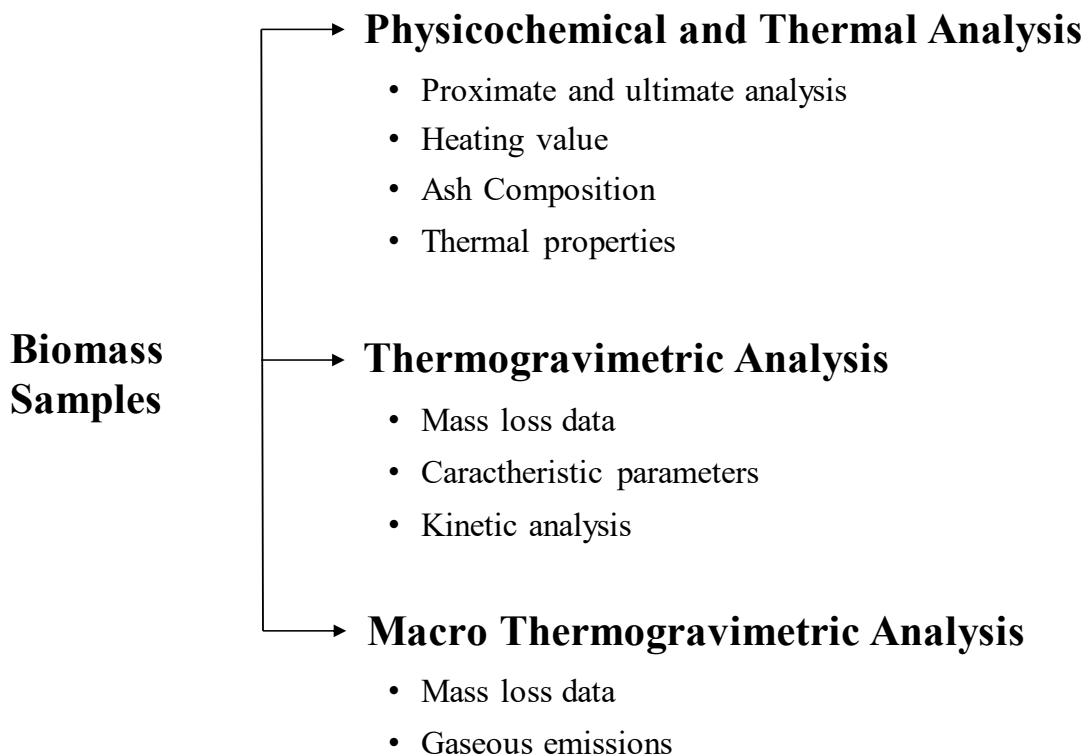 Physicochemical and Thermal Analysis
• Proximate and ultimate analysis
• Heating value
• Ash Composition
• Thermal properties
Biomass
Samples
Thermogravimetric Analysis
• Mass loss data
• Caractheristic parameters
• Kinetic analysis
Macro Thermogravimetric Analysis
• Mass loss data
• Gaseous emissions